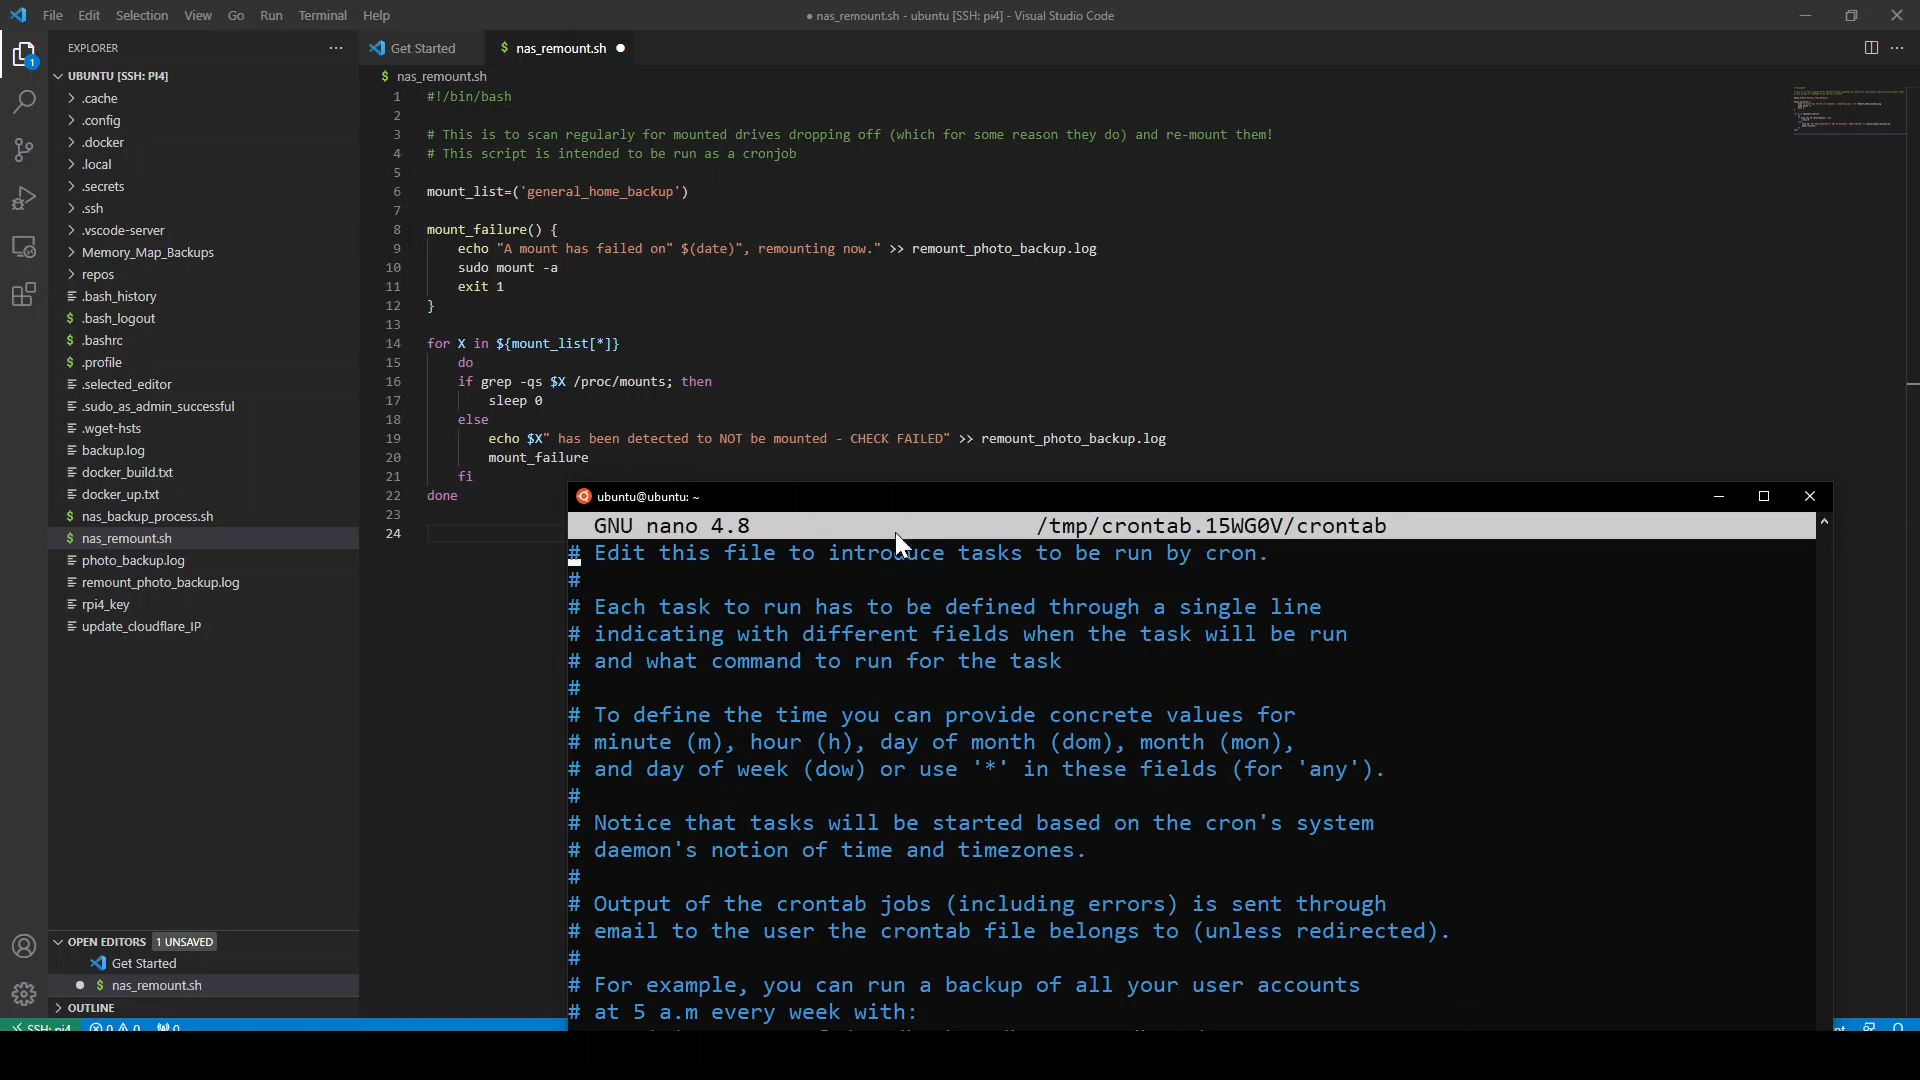 File Edit Selection View Go Run Terminal Help
● nas_remount.sh - ubuntu [SSH: pi4] - Visual Studio Code
EXPLORER
UBUNTU [SSH: PI4]
.cache
.config
.docker
.local
.secrets
.ssh
.vscode-server
Memory_Map_Backups
repos
.bash_history
$ .bash_logout
$ .bashrc
$ .profile
.selected_editor
.sudo_as_admin_successful
.wget-hsts
backup.log
docker_build.txt
docker_up.txt
$ nas_backup_process.sh
$ nas_remount.sh
photo_backup.log
remount_photo_backup.log
rpi4_key
update_cloudflare_IP
OPEN EDITORS 1 UNSAVED
Get Started
● $ nas_remount.sh
OUTLINE
SSH: pi4 0 0 0
1
Get Started
$ nas_remount.sh ●
$ nas_remount.sh
1 #!/bin/bash
2
3 # This is to scan regularly for mounted drives dropping off (which for some reason they do) and re-mount them!
4 # This script is intended to be run as a cronjob
5
6 mount_list=('general_home_backup')
7
8 mount_failure() {
9 echo "A mount has failed on" $(date)", remounting now." >> remount_photo_backup.log
10 sudo mount -a
11 exit 1
12 }
13
14 for X in ${mount_list[*]}
15 do
16 if grep -qs $X /proc/mounts; then
17 sleep 0
18 else
19 echo $X" has been detected to NOT be mounted - CHECK FAILED" >> remount_photo_backup.log
20 mount_failure
21 fi
22 done
23
24
ubuntu@ubuntu: ~
GNU nano 4.8 /tmp/crontab.15WG0V/crontab
# Edit this file to introduce tasks to be run by cron.
#
# Each task to run has to be defined through a single line
# indicating with different fields when the task will be run
# and what command to run for the task
#
# To define the time you can provide concrete values for
# minute (m), hour (h), day of month (dom), month (mon),
# and day of week (dow) or use '*' in these fields (for 'any').
#
# Notice that tasks will be started based on the cron's system
# daemon's notion of time and timezones.
#
# Output of the crontab jobs (including errors) is sent through
# email to the user the crontab file belongs to (unless redirected).
#
# For example, you can run a backup of all your user accounts
# at 5 a.m every week with: